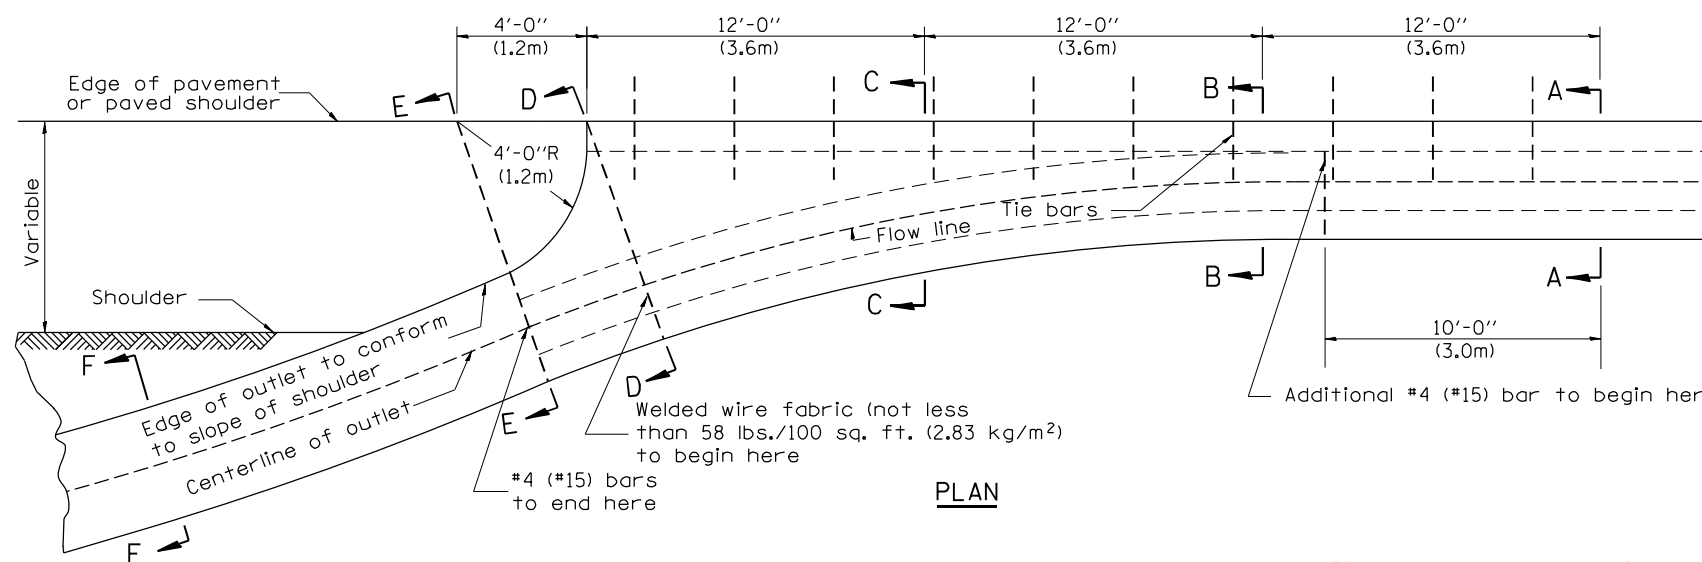 4'-0"
(1.2m)
12'-0"
(3.6m)
12'-0"
(3.6m)
12'-0"
(3.6m)
Edge of pavement
or paved shoulder
E
D
C
B
A
4'-0"R
(1.2m)
Variable
Tie bars
Flow line
Shoulder
C
B
A
10'-0"
(3.0m)
F
Edge of outlet to conform
to slope of shoulder
Centerline of outlet
E
D
Additional #4 (#15) bar to begin her
Welded wire fabric (not less
than 58 lbs./100 sq. ft. (2.83 kg/m²)
to begin here
#4 (#15) bars
to end here
PLAN
F